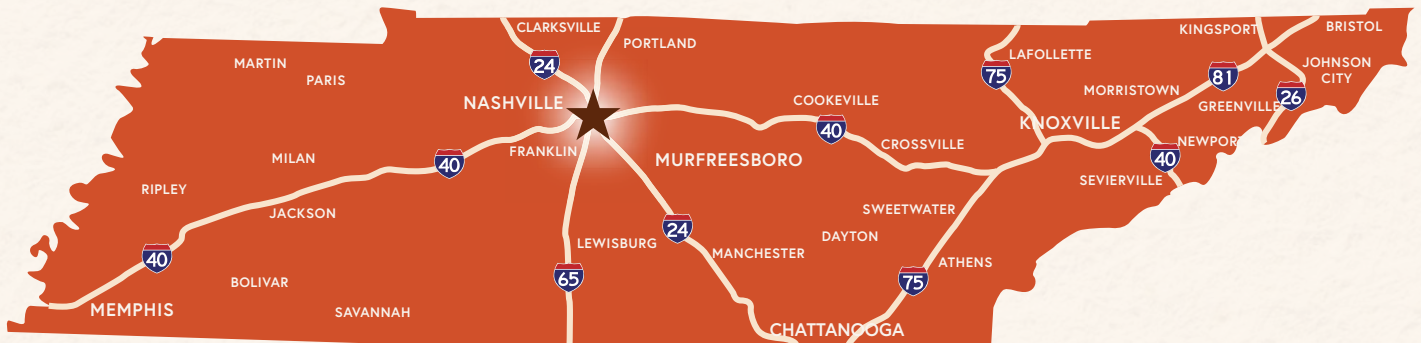 CLARKSVILLE
KINGSPORT
BRISTOL
PORTLAND
LAFOLLETTE
MARTIN
24
JOHNSON
CITY
PARIS
75
81
MORRISTOWN
26
NASHVILLE
COOKEVILLE
GREENVILLE
KNOXVILLE
40
CROSSVILLE
NEWPORT
FRANKLIN
MILAN
40
MURFREESBORO
40
SEVIERVILLE
RIPLEY
JACKSON
SWEETWATER
24
DAYTON
LEWISBURG
MANCHESTER
40
ATHENS
65
75
BOLIVAR
MEMPHIS
SAVANNAH
CHATTANOOGA